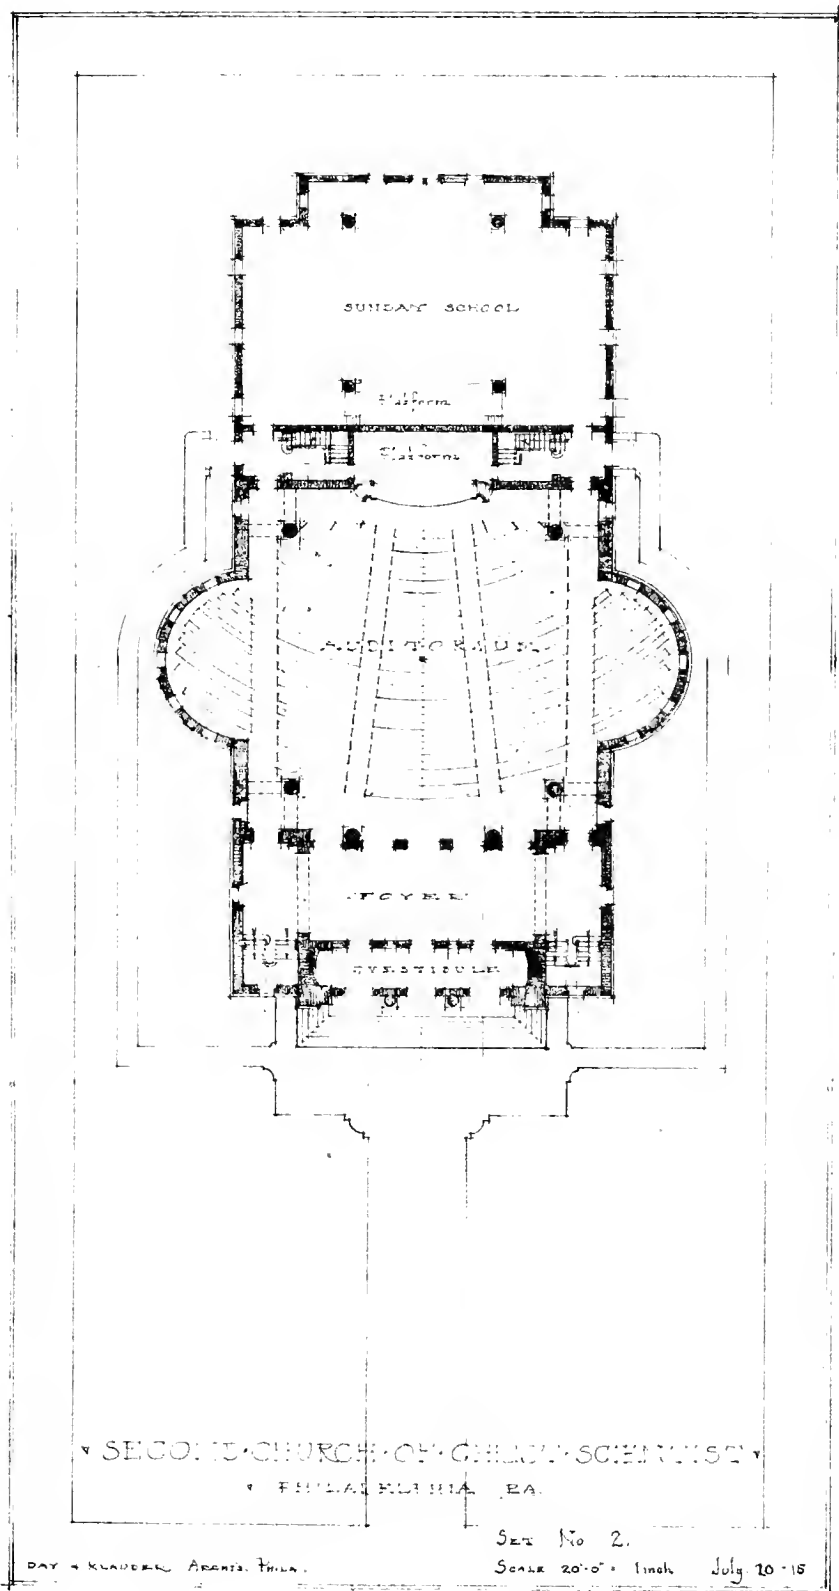 SUNDAY SCHOOL
Platform
Platform
AUDITORIUM
FOYER
VESTIBULE
SECOND·CHURCH·OF·CHRIST·SCIENTIST
PHILADELPHIA PA.
SET No 2.
DAY & KLAUDER ARCHTS. PHILA.
SCALE 20'-0" = 1 inch July 20-15